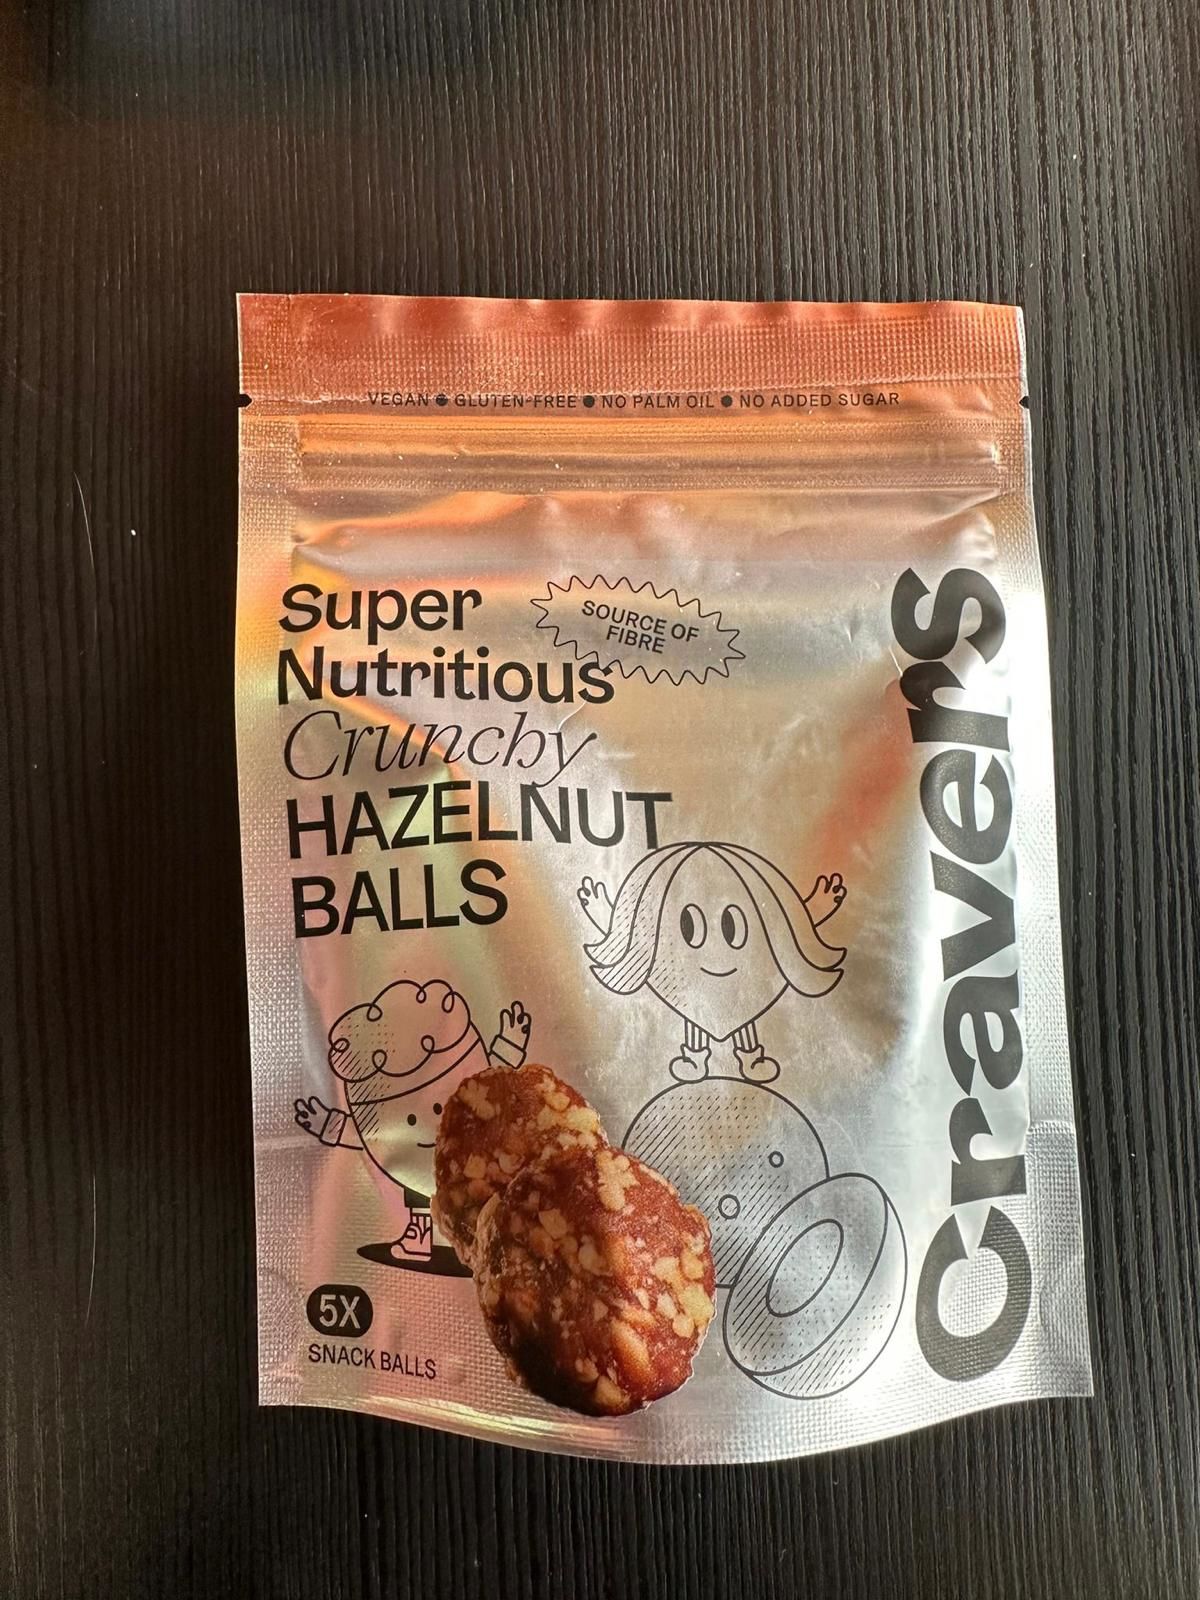 VEGAN ● GLUTEN-FREE ● NO PALM OIL ● NO ADDED SUGAR
Super
Nutritious
Crunchy
HAZELNUT
BALLS
SOURCE OF
FIBRE
Cravers
5X
SNACK BALLS